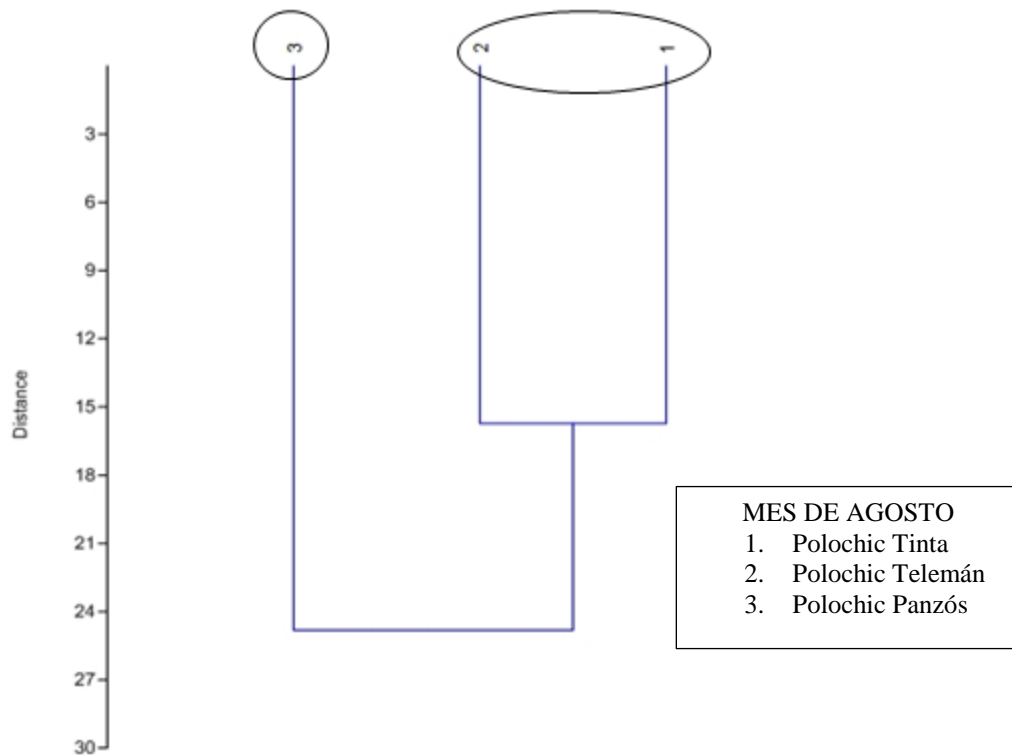 3
2
1
3
6
9
12
15
18
21
24
27
30
Distance
MES DE AGOSTO
1. Polochic Tinta
2. Polochic Telemán
3. Polochic Panzós